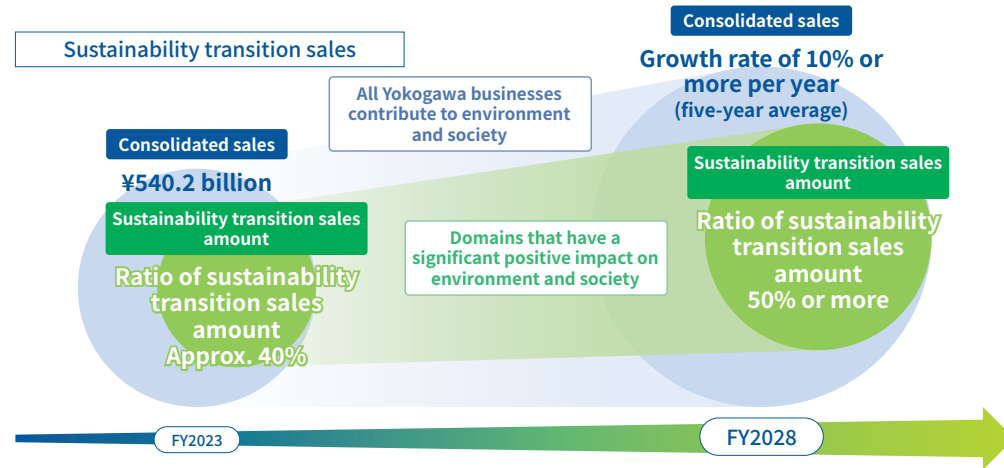 Sustainability transition sales
Consolidated sales
¥540.2 billion
Sustainability transition sales
amount
Ratio of sustainability
transition sales
amount
Approx. 40%
All Yokogawa businesses
contribute to environment
and society
Domains that have a
significant positive impact on
environment and society
Consolidated sales
Growth rate of 10% or
more per year
(five-year average)
Sustainability transition sales
amount
Ratio of sustainability
transition sales
amount
50% or more
FY2023
FY2028